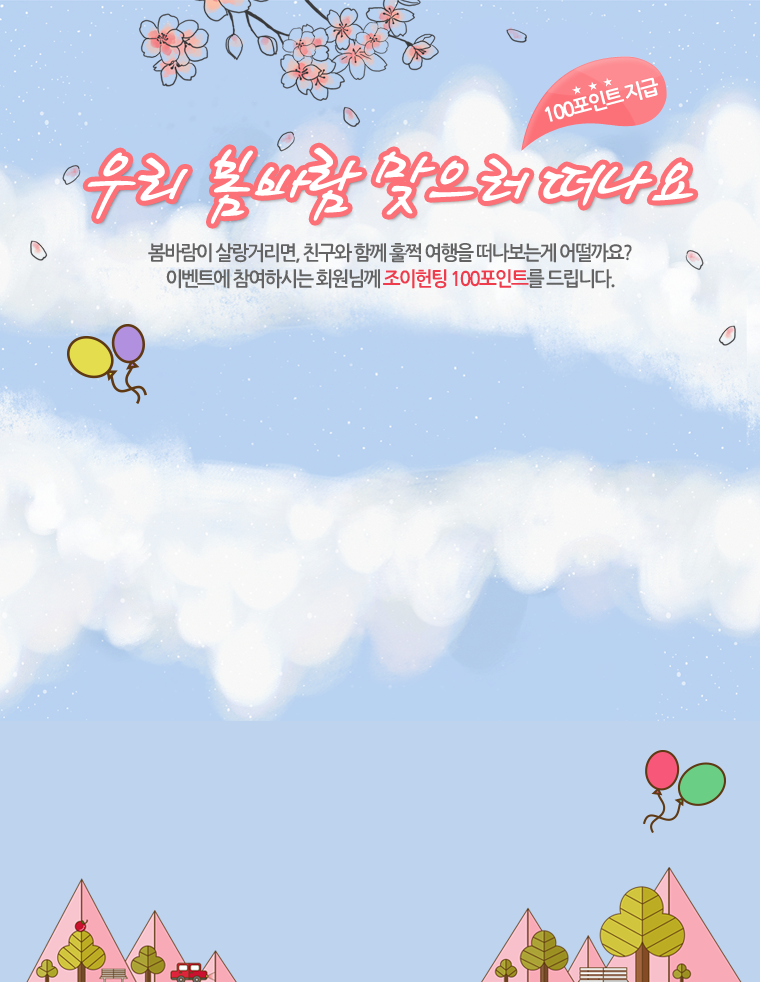 100포인트 지급
우리 봄바람 맞으러 떠나요
봄바람이 살랑거리면, 친구와 함께 훌쩍 여행을 떠나보는게 어떨까요?
이벤트에 참여하시는 회원님께 조이헌팅 100포인트를 드립니다.